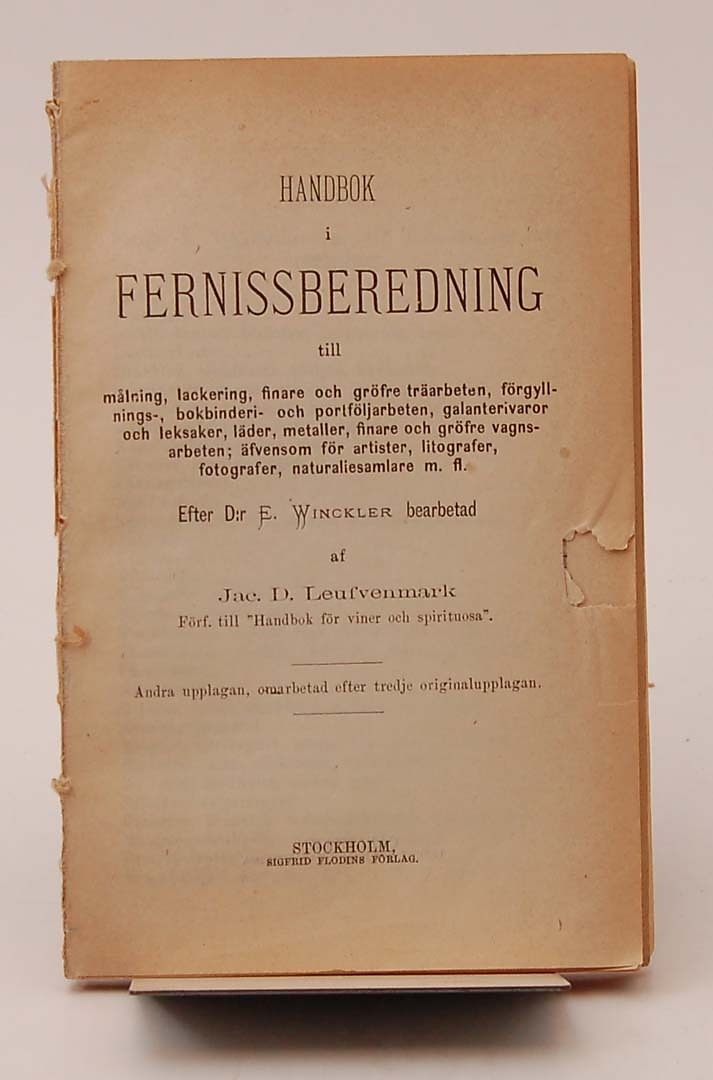 HANDBOK
i
FERNISSBEREDNING
till
målning, lackering, finare och gröfre träarbeten, förgyll-
nings-, bokbinderi- och portföljarbeten, galanterivaror
och leksaker, läder, metaller, finare och gröfre vagns-
arbeten; äfvensom för artister, litografer,
fotografer, naturaliesamlare m. fl.
Efter D:r E. WINCKLER bearbetad
af
Jac. D. Leufvenmark
Förf. till "Handbok för viner och spirituosa".
Andra upplagan, omarbetad efter tredje originalupplagan.
STOCKHOLM,
SIGFRID FLODINS FÖRLAG.